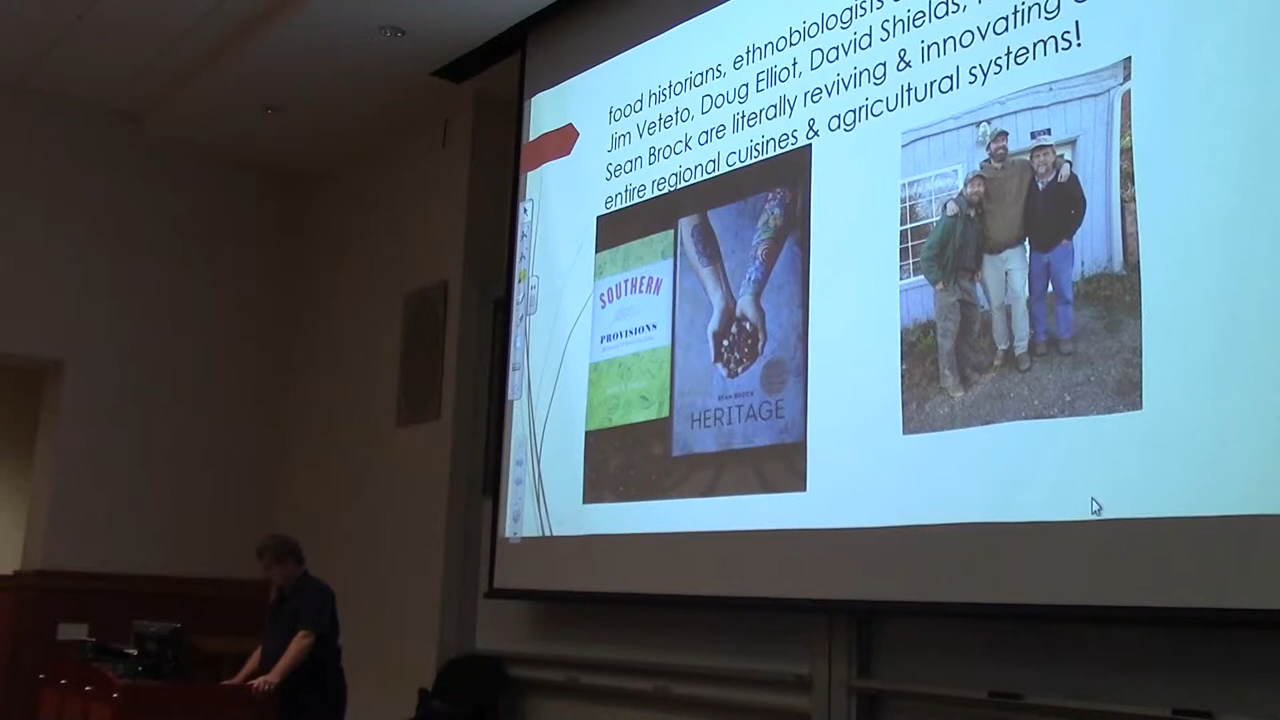 food historians, ethnobiologists
Jim Veteto, Doug Elliot, David Shields,
Sean Brock are literally reviving & innovating
entire regional cuisines & agricultural systems!
SOUTHERN
PROVISIONS
SEAN BROCK
HERITAGE